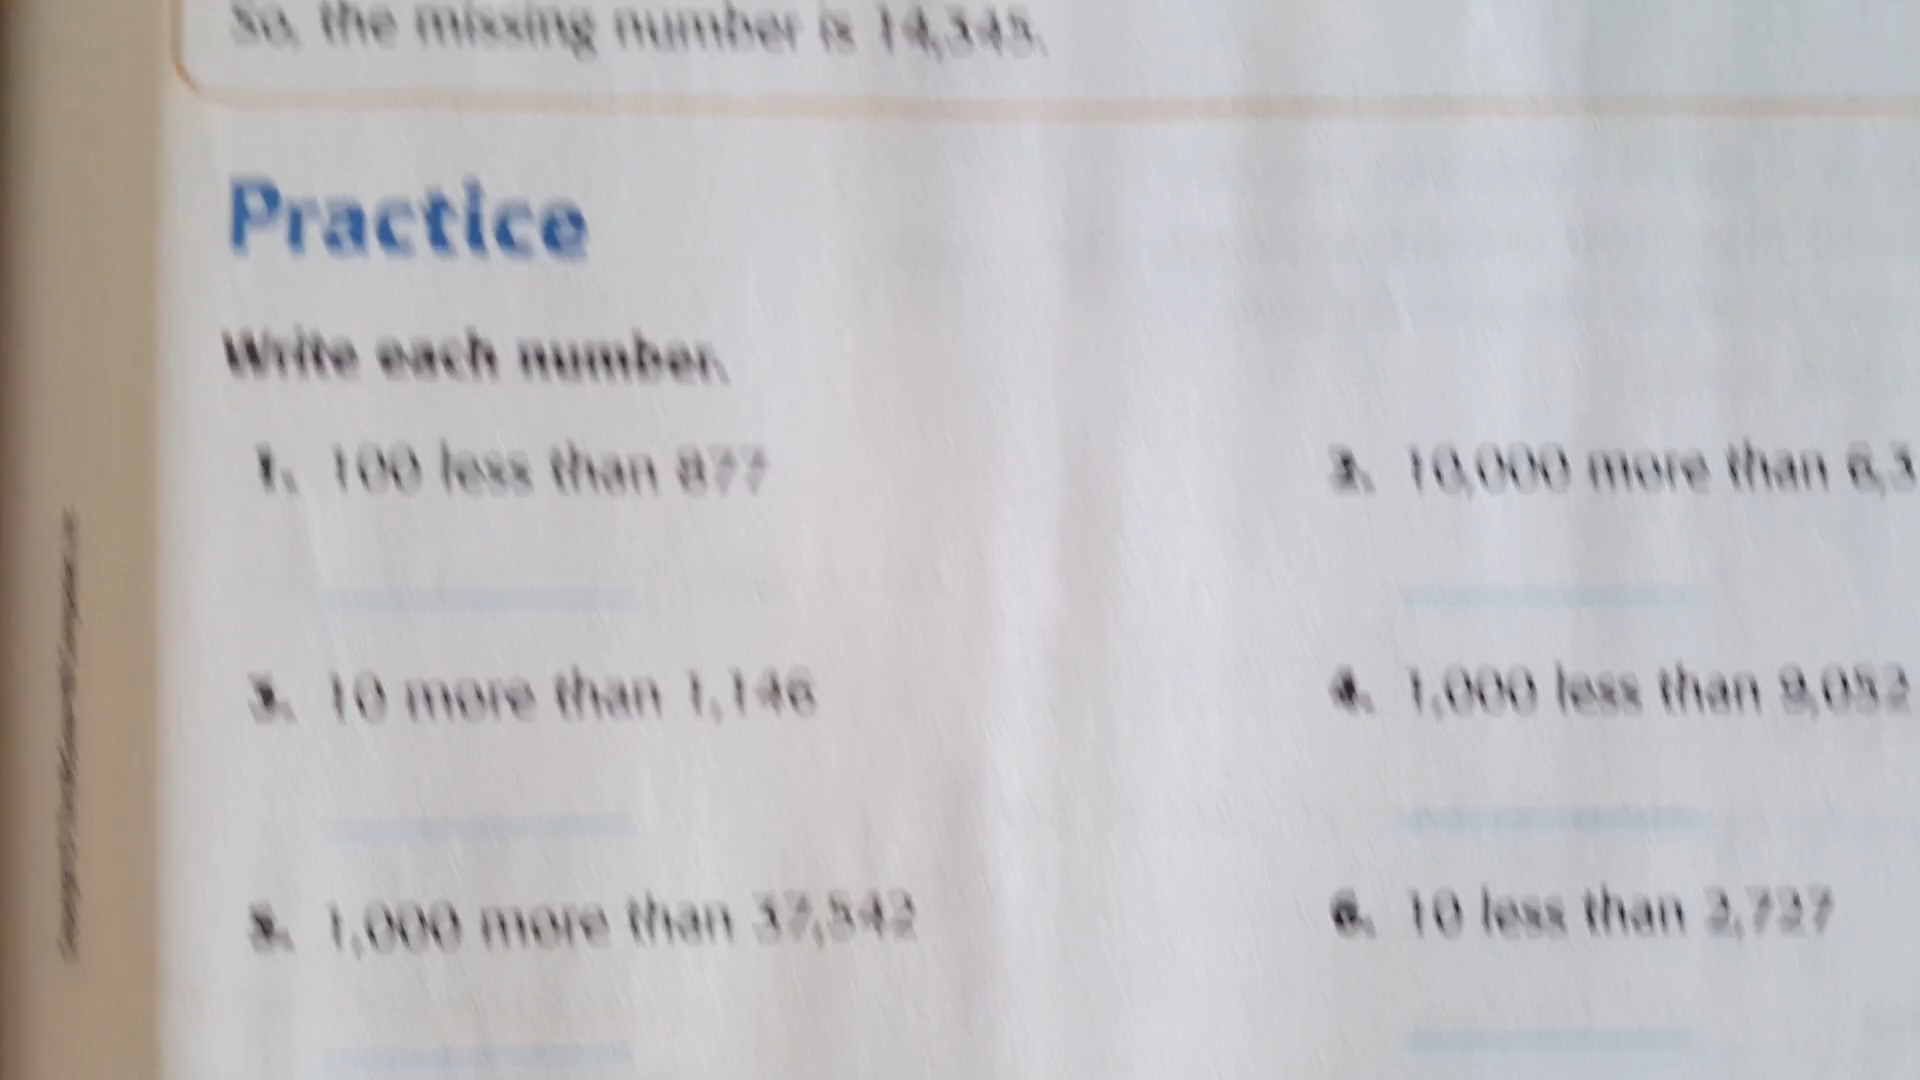 So, the missing number is 14,345.
Practice
Write each number.
1. 100 less than 877
2. 10,000 more than 6,3
3. 10 more than 1,146
4. 1,000 less than 9,052
5. 1,000 more than 37,542
6. 10 less than 2,727